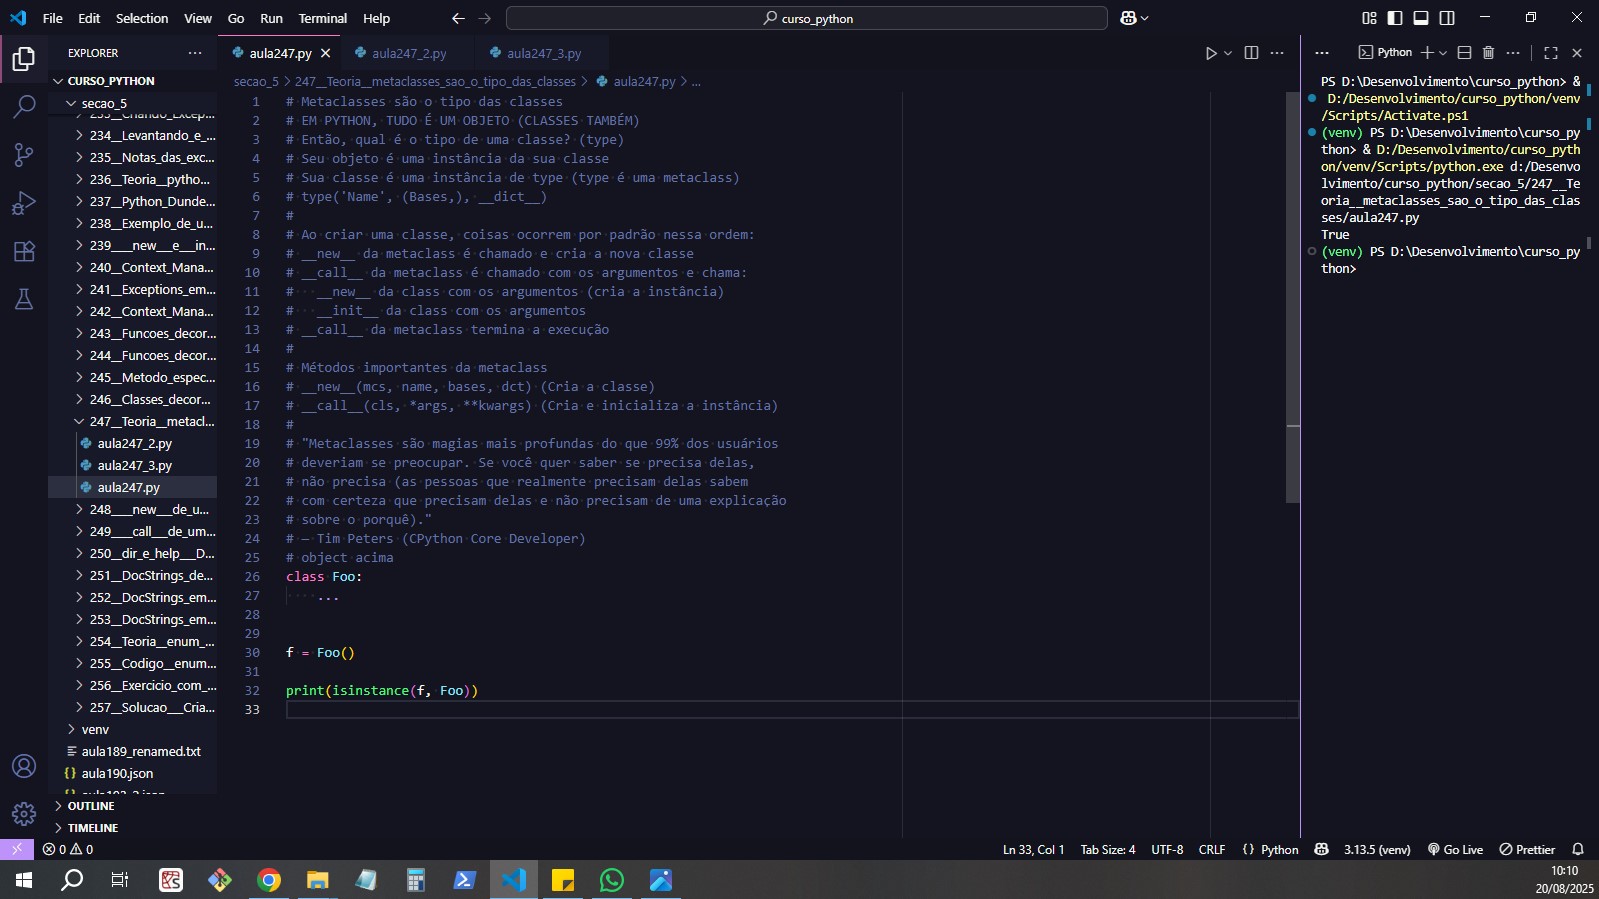 File Edit Selection View Go Run Terminal Help
curso_python
EXPLORER
CURSO_PYTHON
secao_5
234__Levantando_e_...
235__Notas_das_exc...
236__Teoria__pytho...
237__Python_Dunde...
238__Exemplo_de_u...
239___new__e__in...
240__Context_Mana...
241__Exceptions_em...
242__Context_Mana...
243__Funcoes_decor...
244__Funcoes_decor...
245__Metodo_espec...
246__Classes_decor...
247__Teoria__metacl...
aula247_2.py
aula247_3.py
aula247.py
248___new__de_u...
249___call__de_um...
250__dir_e_help__D...
251__DocStrings_de...
252__DocStrings_em...
253__DocStrings_em...
254__Teoria__enum_...
255__Codigo__enum...
256__Exercicio_com_...
257__Solucao___Cria...
venv
aula189_renamed.txt
aula190.json
OUTLINE
TIMELINE
aula247.py aula247_2.py aula247_3.py
secao_5 > 247__Teoria__metaclasses_sao_o_tipo_das_classes > aula247.py > ...
1 # Metaclasses são o tipo das classes
2 # EM PYTHON, TUDO É UM OBJETO (CLASSES TAMBÉM)
3 # Então, qual é o tipo de uma classe? (type)
4 # Seu objeto é uma instância da sua classe
5 # Sua classe é uma instância de type (type é uma metaclass)
6 # type('Name', (Bases,), __dict__)
7 #
8 # Ao criar uma classe, coisas ocorrem por padrão nessa ordem:
9 # __new__ da metaclass é chamado e cria a nova classe
10 # __call__ da metaclass é chamado com os argumentos e chama:
11 #   __new__ da class com os argumentos (cria a instância)
12 #   __init__ da class com os argumentos
13 # __call__ da metaclass termina a execução
14 #
15 # Métodos importantes da metaclass
16 # __new__(mcs, name, bases, dct) (Cria a classe)
17 # __call__(cls, *args, **kwargs) (Cria e inicializa a instância)
18 #
19 # "Metaclasses são magias mais profundas do que 99% dos usuários
20 # deveriam se preocupar. Se você quer saber se precisa delas,
21 # não precisa (as pessoas que realmente precisam delas sabem
22 # com certeza que precisam delas e não precisam de uma explicação
23 # sobre o porquê)."
24 # — Tim Peters (CPython Core Developer)
25 # object acima
26 class Foo:
27     ...
28
29
30 f = Foo()
31
32 print(isinstance(f, Foo))
33
Python
PS D:\Desenvolvimento\curso_python> &
D:/Desenvolvimento/curso_python/venv
/Scripts/Activate.ps1
(venv) PS D:\Desenvolvimento\curso_py
thon> & D:/Desenvolvimento/curso_pyth
on/venv/Scripts/python.exe d:/Desenvo
lvimento/curso_python/secao_5/247__Te
oria__metaclasses_sao_o_tipo_das_clas
ses/aula247.py
True
(venv) PS D:\Desenvolvimento\curso_py
thon>
0 0
Ln 33, Col 1 Tab Size: 4 UTF-8 CRLF {} Python 3.13.5 (venv) Go Live Prettier
10:10
20/08/2025